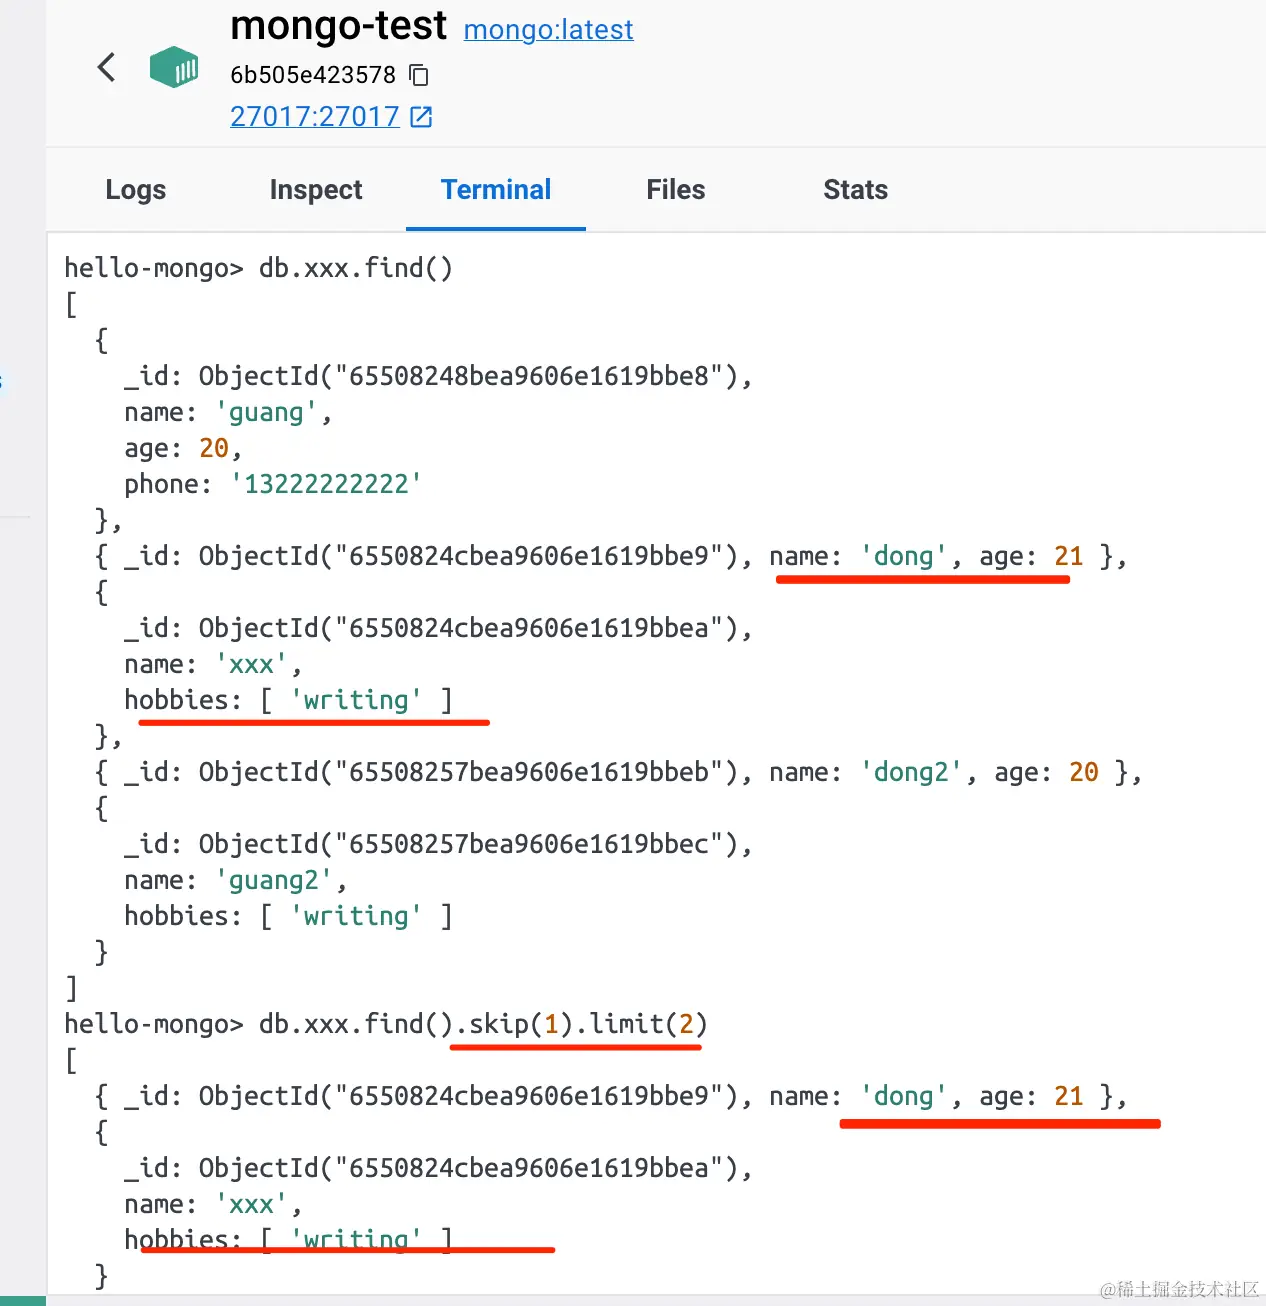 mongo-test mongo:latest
6b505e423578
27017:27017
Logs Inspect Terminal Files Stats
hello-mongo> db.xxx.find()
[
  {
    _id: ObjectId("65508248bea9606e1619bbe8"),
    name: 'guang',
    age: 20,
    phone: '13222222222'
  },
  { _id: ObjectId("6550824cbea9606e1619bbe9"), name: 'dong', age: 21 },
  {
    _id: ObjectId("6550824cbea9606e1619bbea"),
    name: 'xxx',
    hobbies: [ 'writing' ]
  },
  { _id: ObjectId("65508257bea9606e1619bbeb"), name: 'dong2', age: 20 },
  {
    _id: ObjectId("65508257bea9606e1619bbec"),
    name: 'guang2',
    hobbies: [ 'writing' ]
  }
]
hello-mongo> db.xxx.find().skip(1).limit(2)
[
  { _id: ObjectId("6550824cbea9606e1619bbe9"), name: 'dong', age: 21 },
  {
    _id: ObjectId("6550824cbea9606e1619bbea"),
    name: 'xxx',
    hobbies: [ 'writing' ]
  }
@稀土掘金技术社区